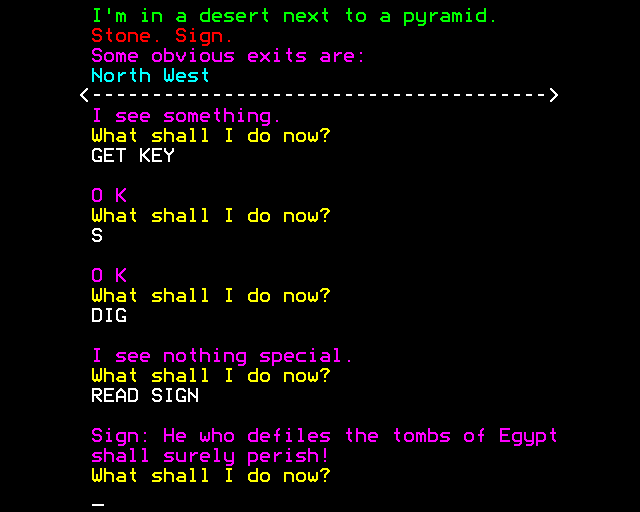 I'm in a desert next to a pyramid.
Stone. Sign.
Some obvious exits are:
North West
<--------------------------------------->
I see something.
What shall I do now?
GET KEY
O K
What shall I do now?
S
O K
What shall I do now?
DIG
I see nothing special.
What shall I do now?
READ SIGN
Sign: He who defiles the tombs of Egypt
shall surely perish!
What shall I do now?
_